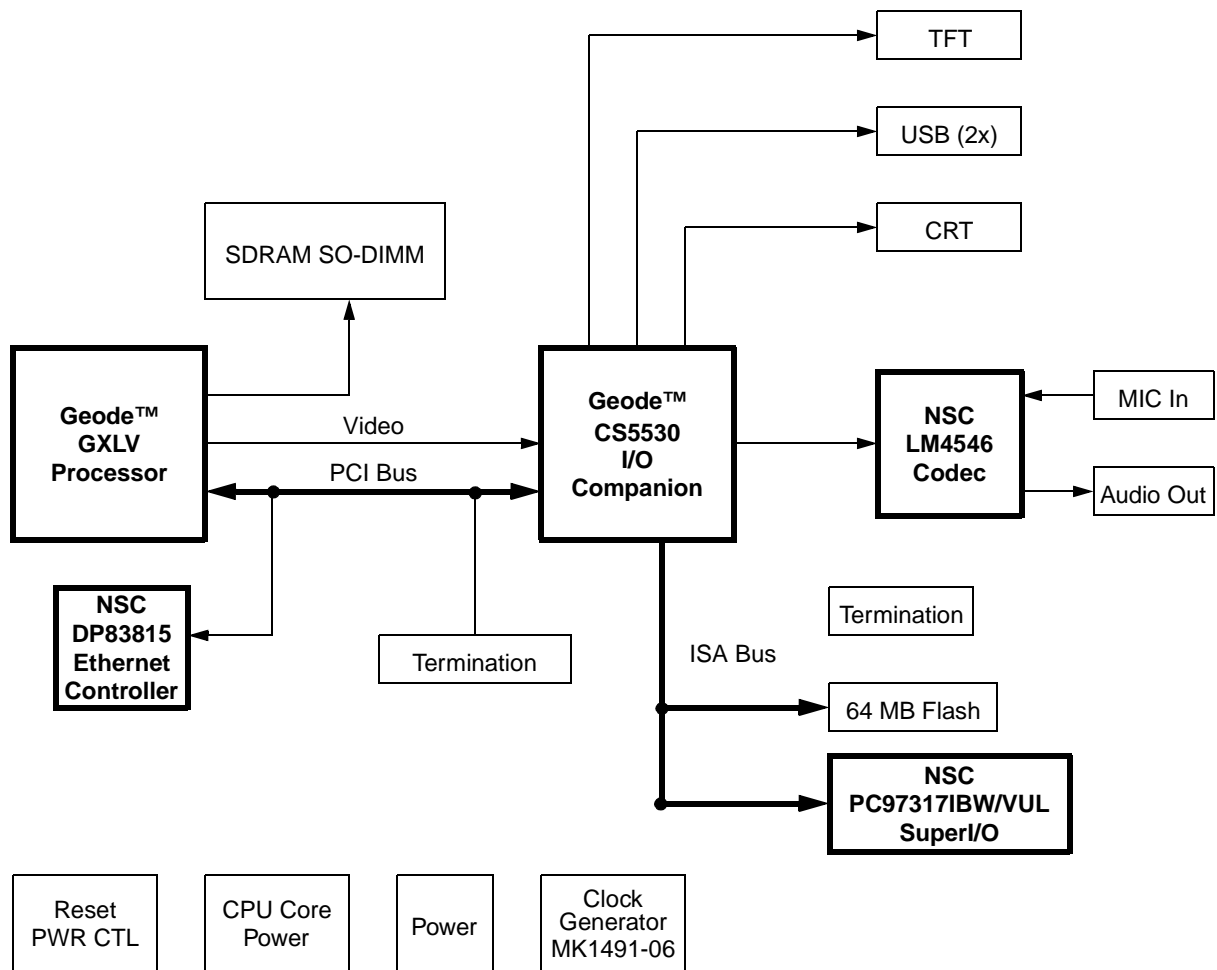 TFT
USB (2x)
CRT
SDRAM SO-DIMM
Geode™
GXLV
Processor
Video
PCI Bus
Geode™
CS5530
I/O
Companion
NSC
LM4546
Codec
MIC In
Audio Out
NSC
DP83815
Ethernet
Controller
Termination
ISA Bus
Termination
64 MB Flash
NSC
PC97317IBW/VUL
SuperI/O
Reset
PWR CTL
CPU Core
Power
Power
Clock
Generator
MK1491-06